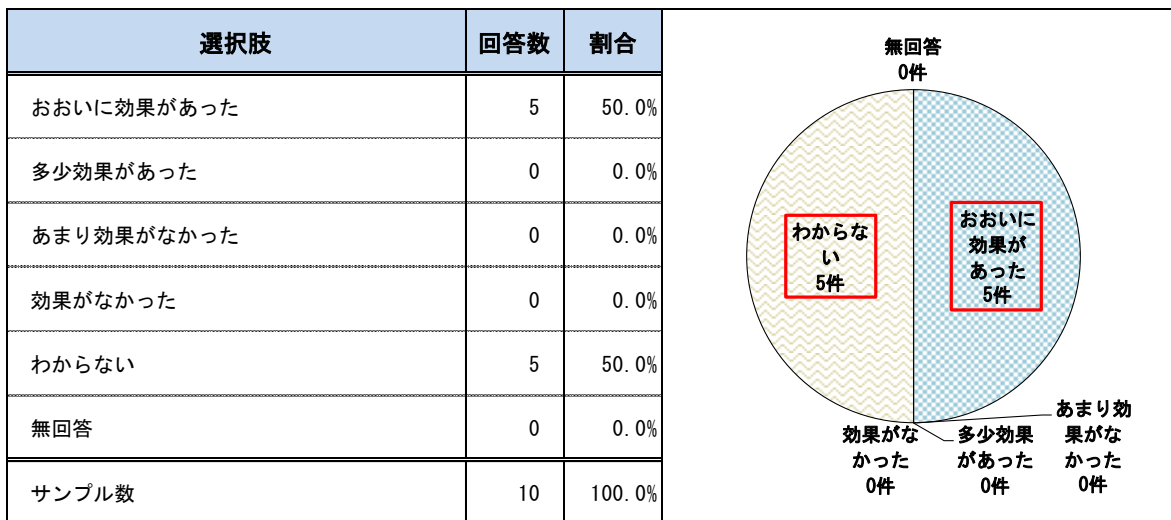 選択肢 回答数 割合
おおいに効果があった 5 50.0%
多少効果があった 0 0.0%
あまり効果がなかった 0 0.0%
効果がなかった 0 0.0%
わからない 5 50.0%
無回答 0 0.0%
サンプル数 10 100.0%
無回答
0件
わからな
い
5件
おおいに
効果が
あった
5件
効果がな
かった
0件
多少効果
があった
0件
あまり効
果がな
かった
0件